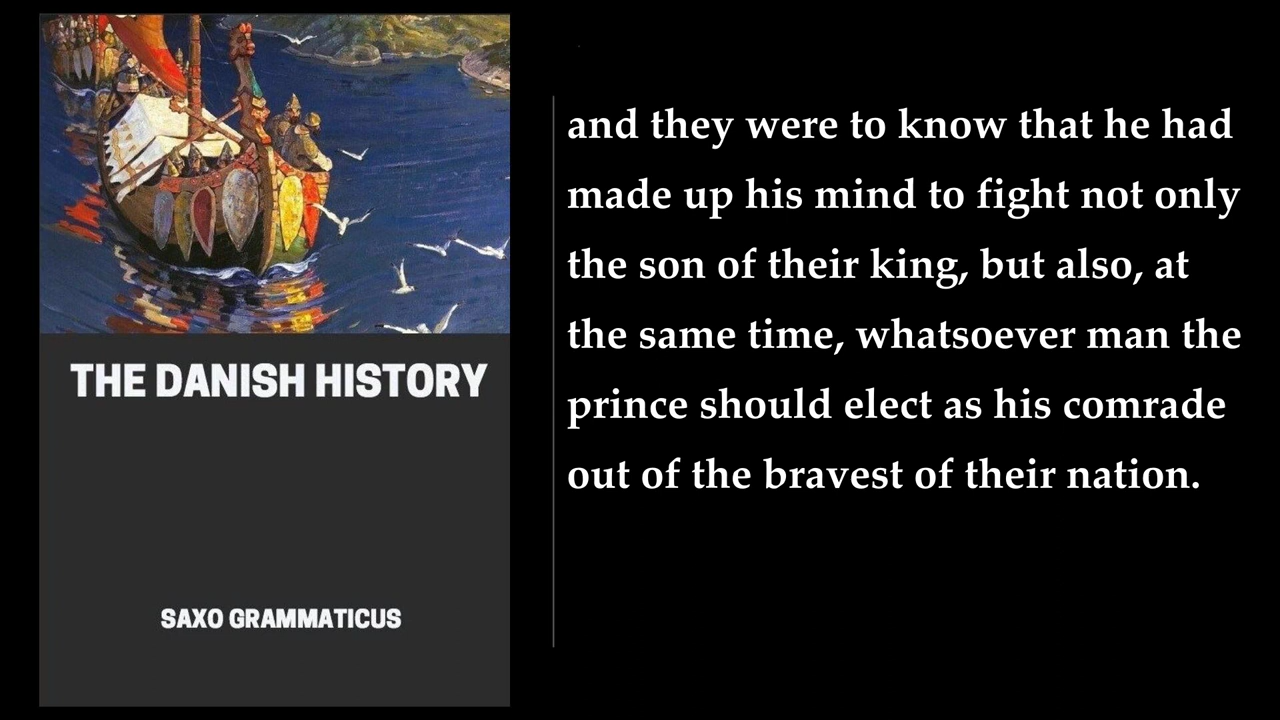 THE DANISH HISTORY
SAXO GRAMMATICUS
and they were to know that he had
made up his mind to fight not only
the son of their king, but also, at
the same time, whatsoever man the
prince should elect as his comrade
out of the bravest of their nation.